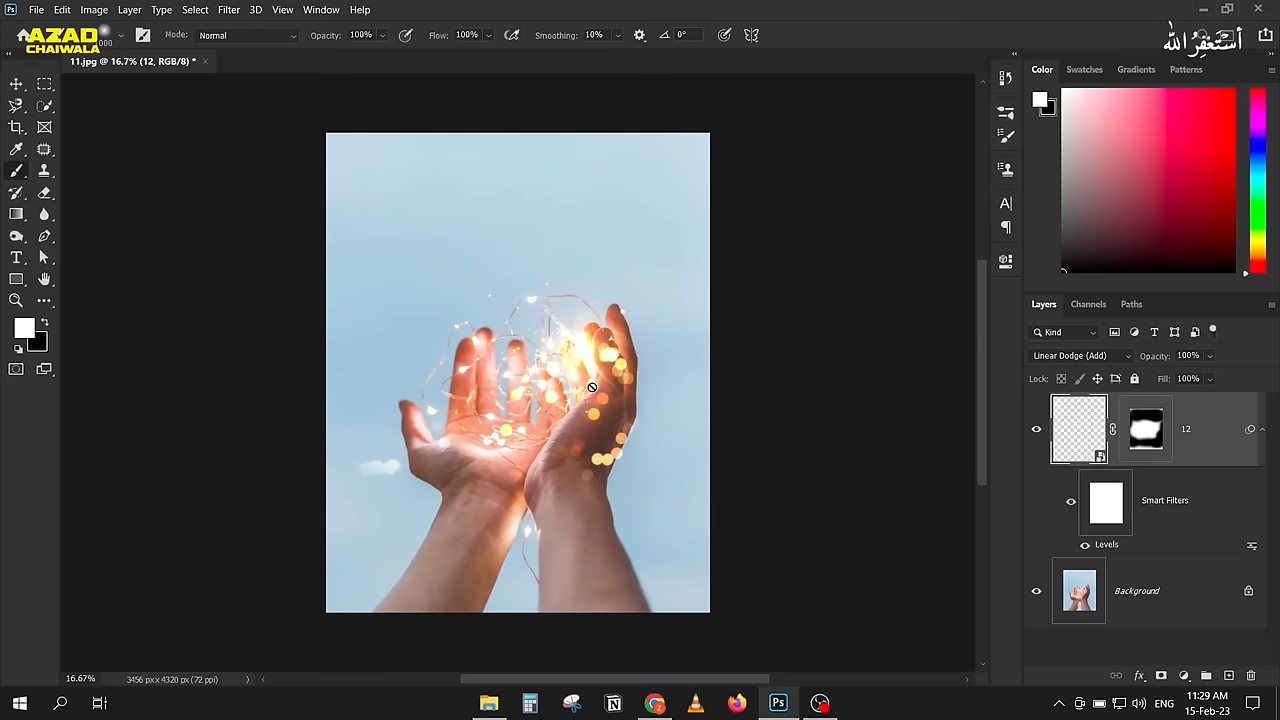 Ps File Edit Image Layer Type Select Filter 3D View Window Help
AZAD
CHAIWALA
Mode: Normal Opacity: 100% Flow: 100% Smoothing: 10% 0°
أستغفر الله
11.jpg @ 16.7% (12, RGB/8) *
Color Swatches Gradients Patterns
Layers Channels Paths
Kind
Linear Dodge (Add) Opacity: 100%
Lock: Fill: 100%
12
Smart Filters
Levels
Background
16.67% 3456 px x 4320 px (72 ppi)
fx
Ps
ENG
11:29 AM
15-Feb-23